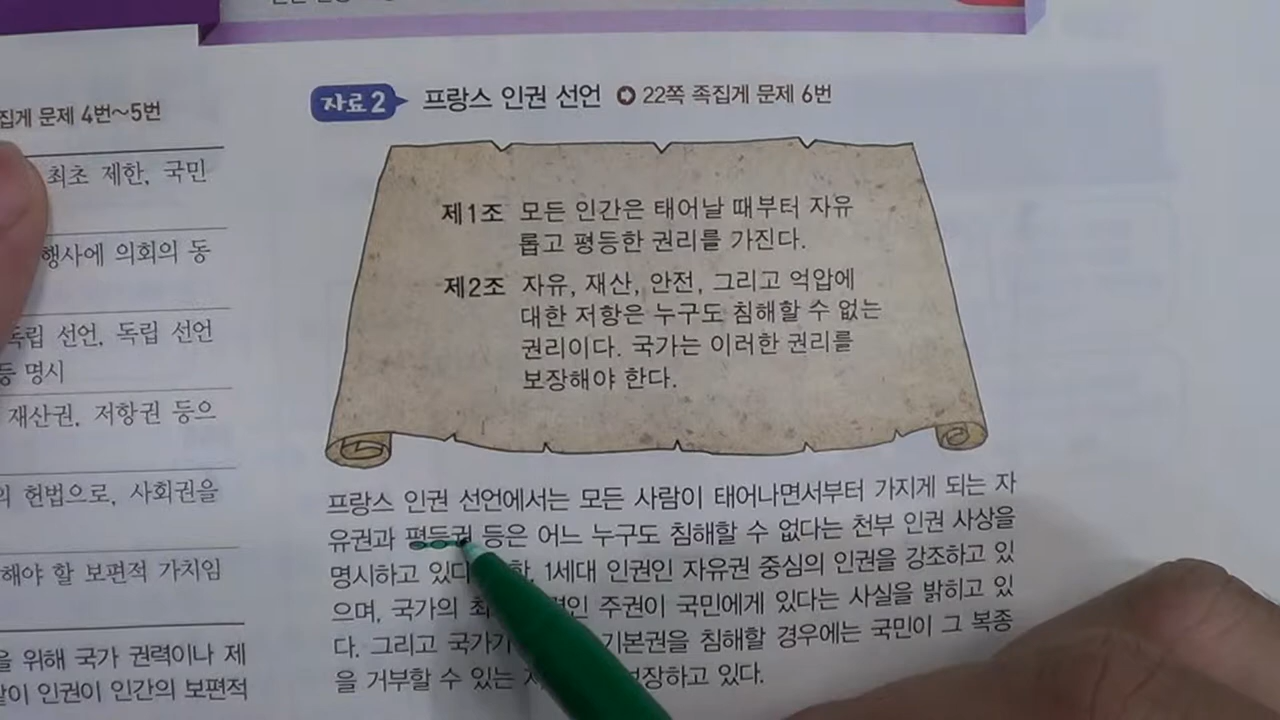 집게 문제 4번~5번
최초 제한, 국민
행사에 의회의 동
독립 선언, 독립 선언
등 명시
재산권, 저항권 등으
의 헌법으로, 사회권을
해야 할 보편적 가치임
을 위해 국가 권력이나 제
같이 인권이 인간의 보편적
자료2 프랑스 인권 선언 22쪽 족집게 문제 6번
제1조 모든 인간은 태어날 때부터 자유
롭고 평등한 권리를 가진다.
제2조 자유, 재산, 안전, 그리고 억압에
대한 저항은 누구도 침해할 수 없는
권리이다. 국가는 이러한 권리를
보장해야 한다.
프랑스 인권 선언에서는 모든 사람이 태어나면서부터 가지게 되는 자
유권과 평등권 등은 어느 누구도 침해할 수 없다는 천부 인권 사상을
명시하고 있다 1세대 인권인 자유권 중심의 인권을 강조하고 있
으며, 국가의 주권이 국민에게 있다는 사실을 밝히고 있
다. 그리고 국가가 기본권을 침해할 경우에는 국민이 그 복종
을 거부할 수 있는 보장하고 있다.